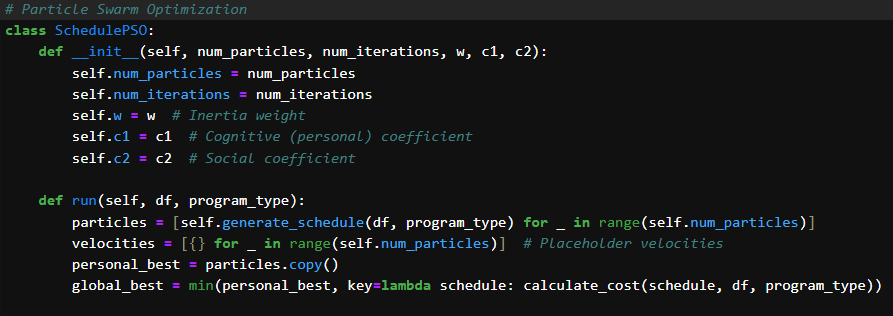 # Particle Swarm Optimization
class SchedulePSO:
    def __init__(self, num_particles, num_iterations, w, c1, c2):
        self.num_particles = num_particles
        self.num_iterations = num_iterations
        self.w = w  # Inertia weight
        self.c1 = c1  # Cognitive (personal) coefficient
        self.c2 = c2  # Social coefficient

    def run(self, df, program_type):
        particles = [self.generate_schedule(df, program_type) for _ in range(self.num_particles)]
        velocities = [{} for _ in range(self.num_particles)]  # Placeholder velocities
        personal_best = particles.copy()
        global_best = min(personal_best, key=lambda schedule: calculate_cost(schedule, df, program_type))